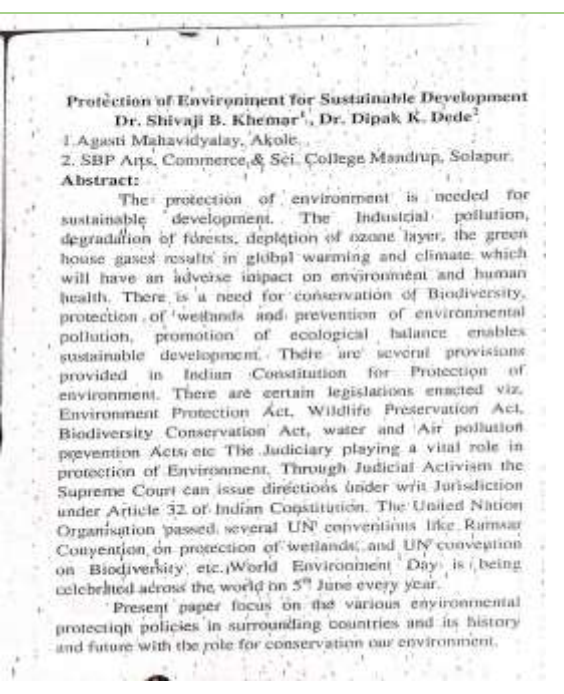 Protection of Environment for Sustainable Development
Dr. Shivaji B. Khemar¹, Dr. Dipak K. Dede²
1.Agasti Mahavidyalay, Akole.
2. SBP Arts, Commerce & Sci. College Mandrup, Solapur.
Abstract:
The protection of environment is needed for
sustainable development. The Industrial pollution,
degradation of forests, depletion of ozone layer, the green
house gases results in global warming and climate which
will have an adverse impact on environment and human
health. There is a need for conservation of Biodiversity,
protection of wetlands and prevention of environmental
pollution, promotion of ecological balance enables
sustainable development. There are several provisions
provided in Indian Constitution for Protection of
environment. There are certain legislations enacted viz.
Environment Protection Act, Wildlife Preservation Act,
Biodiversity Conservation Act, water and Air pollution
prevention Acts etc The Judiciary playing a vital role in
protection of Environment. Through Judicial Activism the
Supreme Court can issue directions under writ Jurisdiction
under Article 32 of Indian Constitution. The United Nation
Organisation passed several UN conventions like Ramsar
Convention on protection of wetlands and UN convention
on Biodiversity etc. World Environment Day is being
celebrated across the world on 5th June every year.
Present paper focus on the various environmental
protection policies in surrounding countries and its history
and future with the role for conservation our environment.